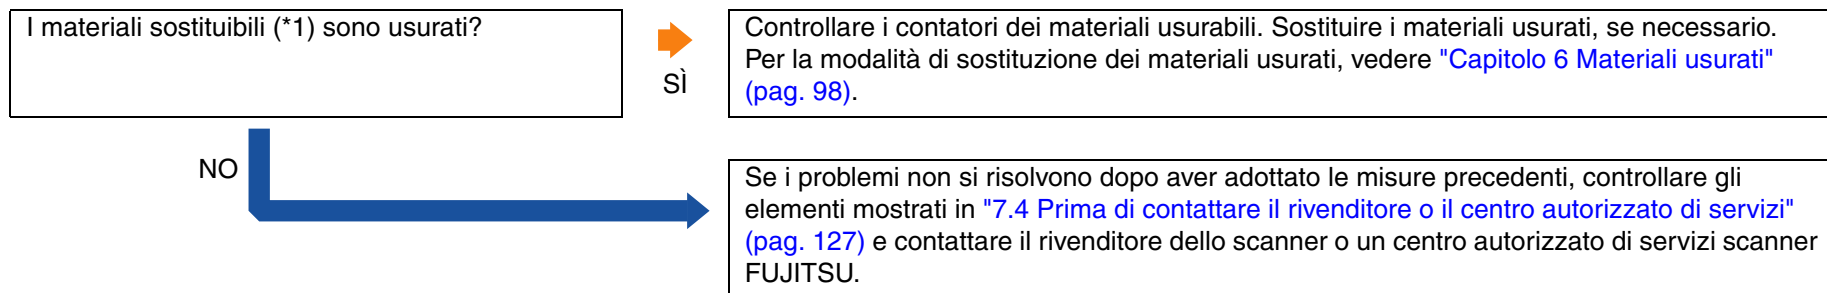 I materiali sostituibili (*1) sono usurati?
SÌ
Controllare i contatori dei materiali usurabili. Sostituire i materiali usurati, se necessario.
Per la modalità di sostituzione dei materiali usurati, vedere "Capitolo 6 Materiali usurati"
(pag. 98).
NO
Se i problemi non si risolvono dopo aver adottato le misure precedenti, controllare gli
elementi mostrati in "7.4 Prima di contattare il rivenditore o il centro autorizzato di servizi"
(pag. 127) e contattare il rivenditore dello scanner o un centro autorizzato di servizi scanner
FUJITSU.